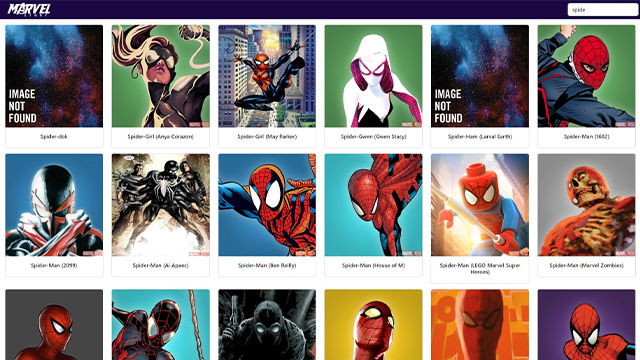 MARVEL
spide
IMAGE
NOT
FOUND
IMAGE
NOT
FOUND
Spider-dok
Spider-Girl (Anya Corazon)
Spider-Girl (May Parker)
Spider-Gwen (Gwen Stacy)
Spider-Ham (Larval Earth)
Spider-Man (1602)
Spider-Man (2099)
Spider-Man (Ai Apaec)
Spider-Man (Ben Reilly)
Spider-Man (House of M)
Spider-Man (LEGO Marvel Super
Heroes)
Spider-Man (Marvel Zombies)